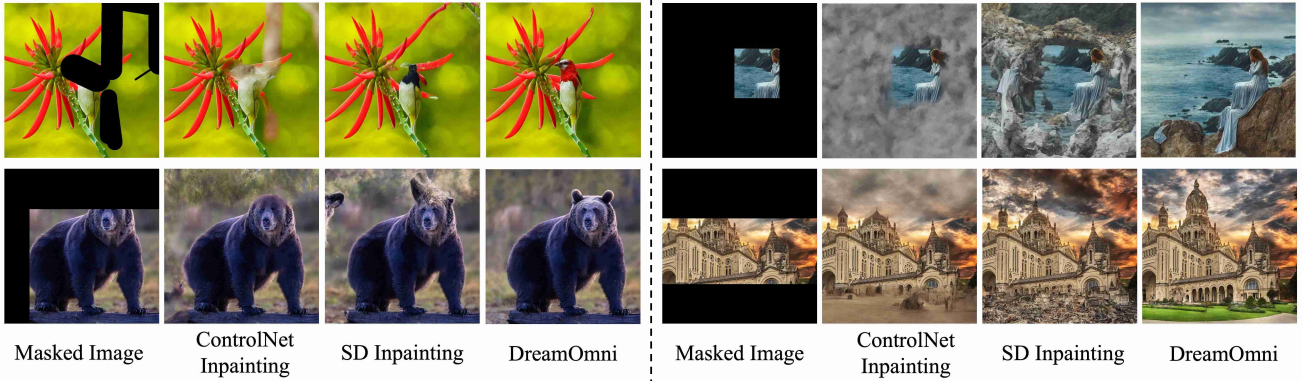 Masked Image
ControlNet
Inpainting
SD Inpainting
DreamOmni
Masked Image
ControlNet
Inpainting
SD Inpainting
DreamOmni